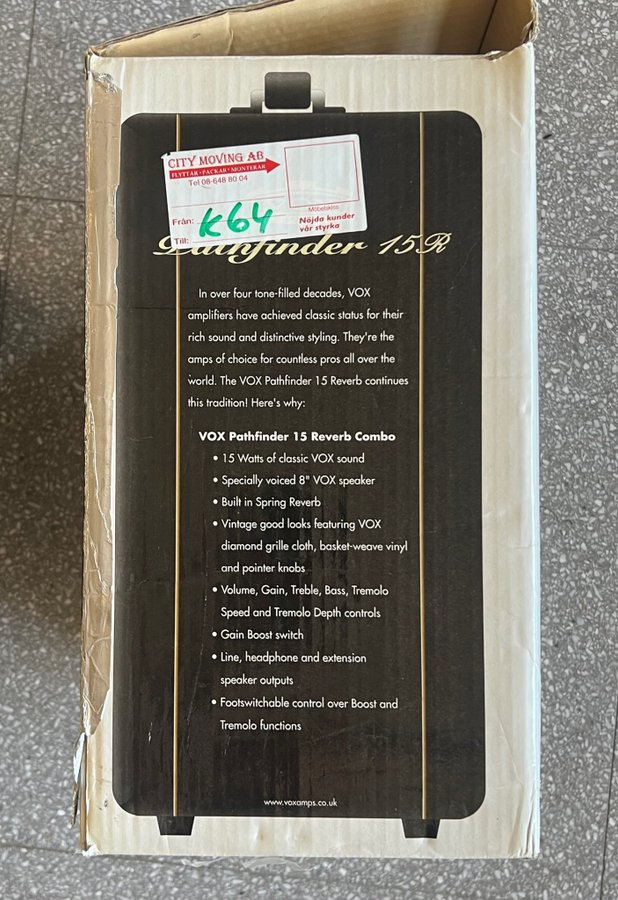 CITY MOVING AB
FLYTTAR • PACKAR • MONTERAR
Tel 08-648 80 04
Möbelskiss
Från: K64
Nöjda kunder
vår styrka
Till:
Pathfinder 15R
In over four tone-filled decades, VOX
amplifiers have achieved classic status for their
rich sound and distinctive styling. They're the
amps of choice for countless pros all over the
world. The VOX Pathfinder 15 Reverb continues
this tradition! Here's why:
VOX Pathfinder 15 Reverb Combo
• 15 Watts of classic VOX sound
• Specially voiced 8" VOX speaker
• Built in Spring Reverb
• Vintage good looks featuring VOX
diamond grille cloth, basket-weave vinyl
and pointer knobs
• Volume, Gain, Treble, Bass, Tremolo
Speed and Tremolo Depth controls
• Gain Boost switch
• Line, headphone and extension
speaker outputs
• Footswitchable control over Boost and
Tremolo functions
www.voxamps.co.uk